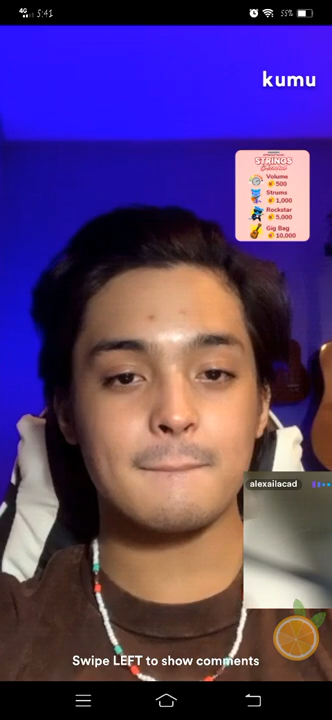 4G 5:41 55%
kumu
STRINGS
Volume
500
Strums
1,000
Rockstar
5,000
Gig Bag
10,000
alexailacad
Swipe LEFT to show comments